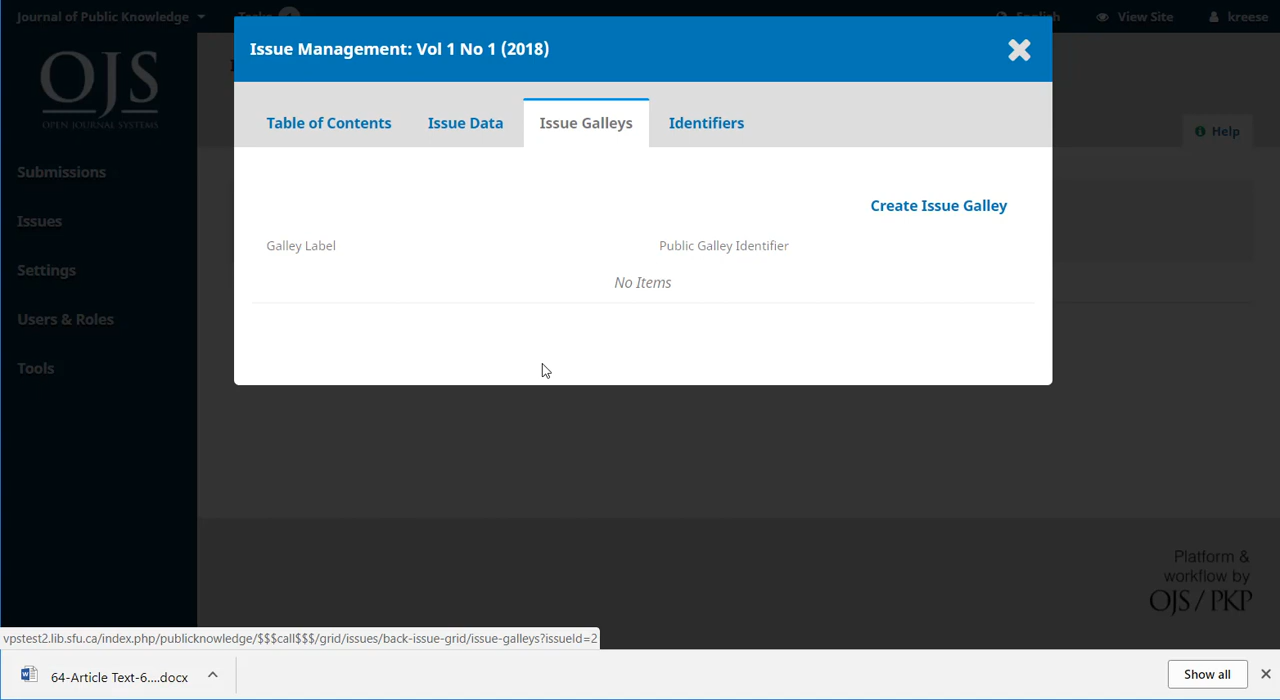 Journal of Public Knowledge
Tasks
English
View Site
kreese
Issue Management: Vol 1 No 1 (2018)
OJS
OPEN JOURNAL SYSTEMS
Table of Contents
Issue Data
Issue Galleys
Identifiers
Help
Submissions
Issues
Settings
Users & Roles
Tools
Create Issue Galley
Galley Label
Public Galley Identifier
No Items
Platform &
workflow by
OJS / PKP
vpstest2.lib.sfu.ca/index.php/publicknowledge/$$$call$$$/grid/issues/back-issue-grid/issue-galleys?issueId=2
64-Article Text-6....docx
Show all